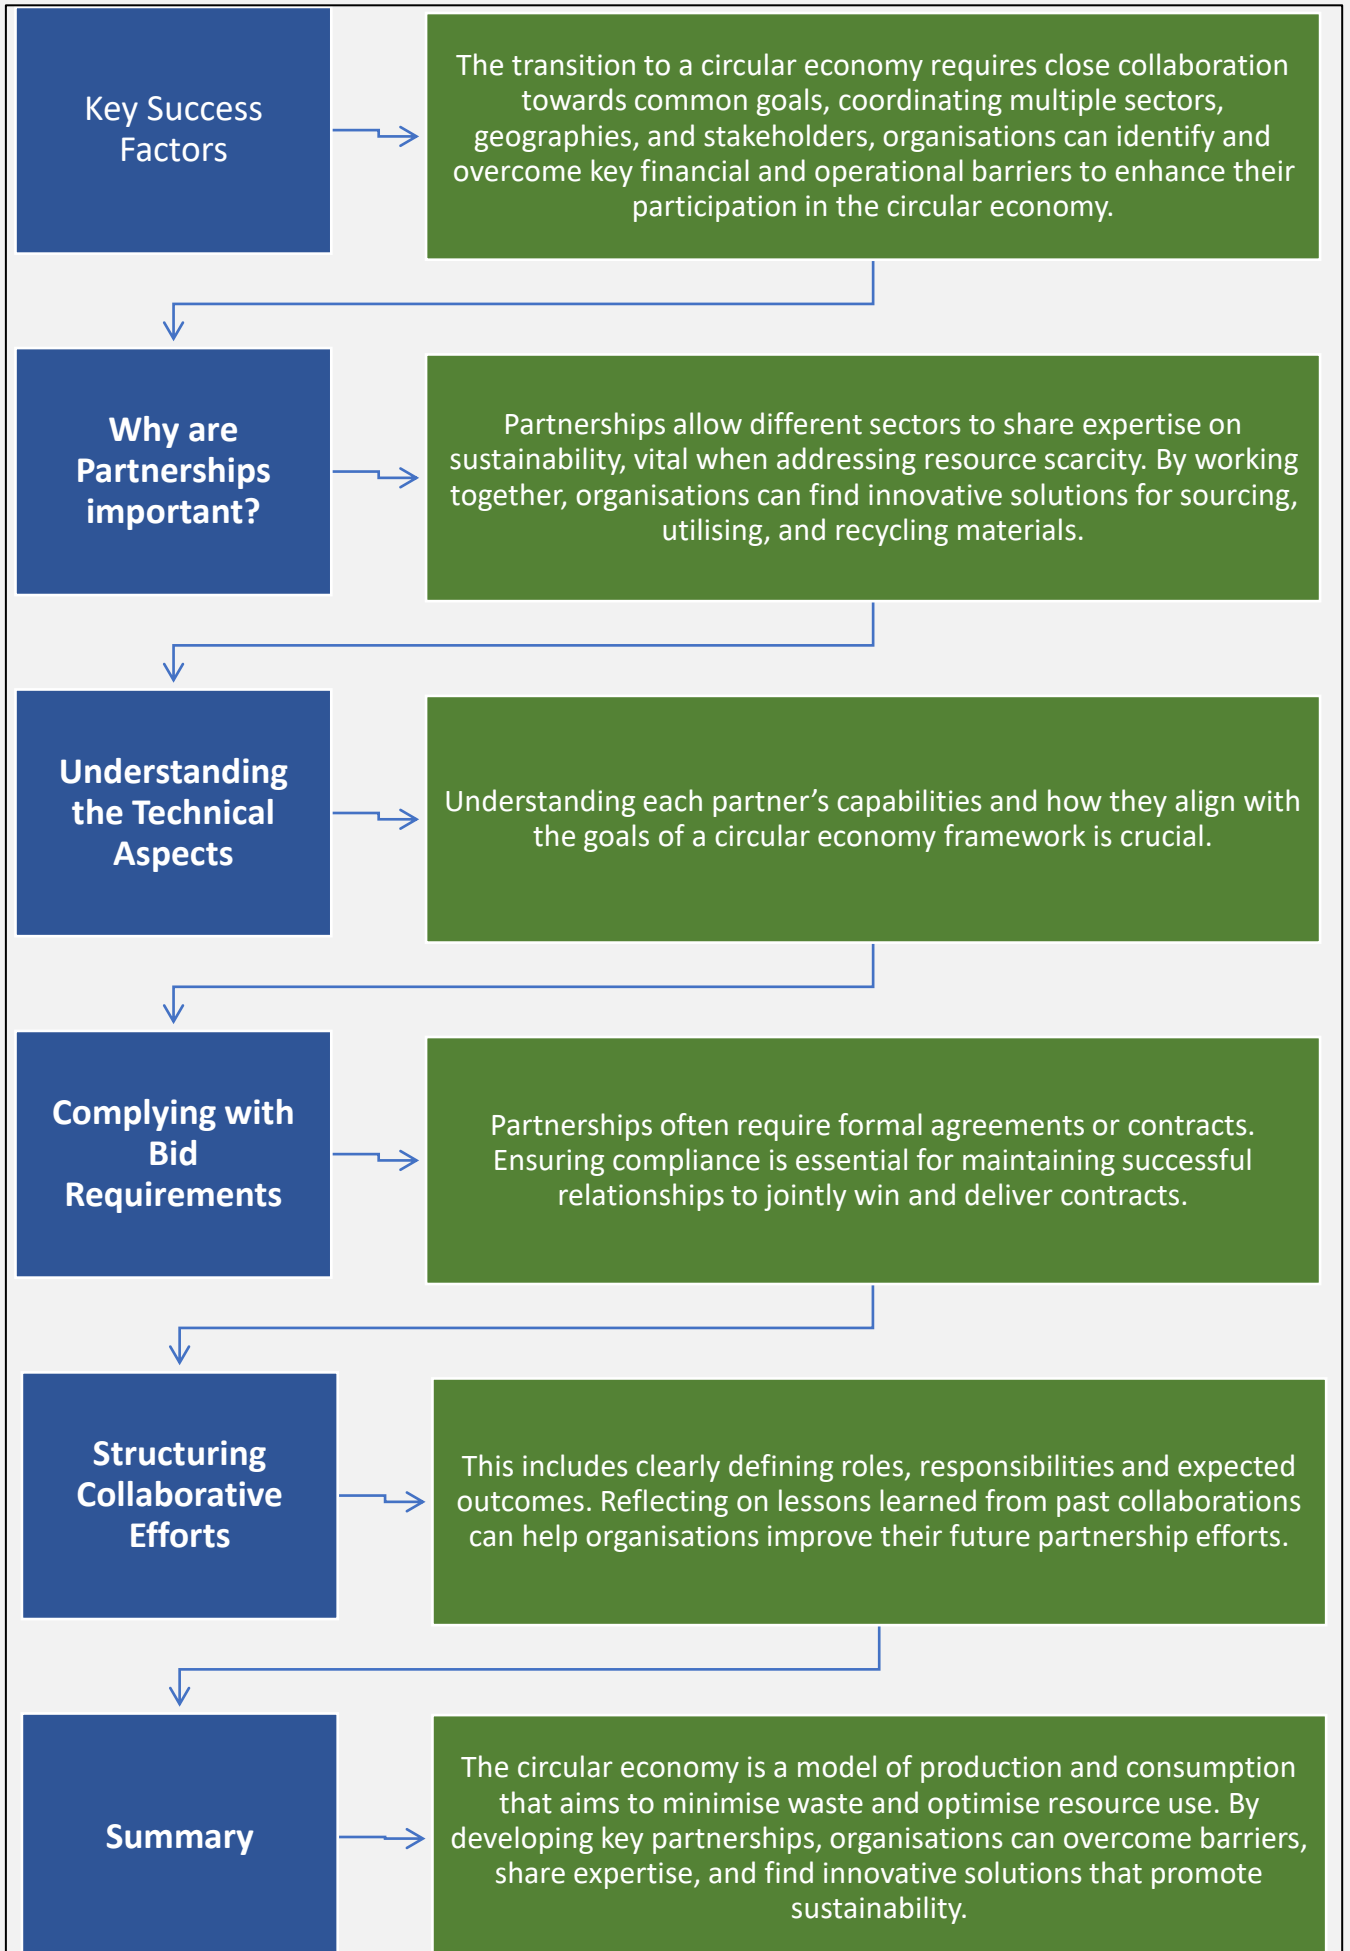 Key Success
Factors
The transition to a circular economy requires close collaboration
towards common goals, coordinating multiple sectors,
geographies, and stakeholders, organisations can identify and
overcome key financial and operational barriers to enhance their
participation in the circular economy.
Why are
Partnerships
important?
Partnerships allow different sectors to share expertise on
sustainability, vital when addressing resource scarcity. By working
together, organisations can find innovative solutions for sourcing,
utilising, and recycling materials.
Understanding
the Technical
Aspects
Understanding each partner’s capabilities and how they align with
the goals of a circular economy framework is crucial.
Complying with
Bid
Requirements
Partnerships often require formal agreements or contracts.
Ensuring compliance is essential for maintaining successful
relationships to jointly win and deliver contracts.
Structuring
Collaborative
Efforts
This includes clearly defining roles, responsibilities and expected
outcomes. Reflecting on lessons learned from past collaborations
can help organisations improve their future partnership efforts.
Summary
The circular economy is a model of production and consumption
that aims to minimise waste and optimise resource use. By
developing key partnerships, organisations can overcome barriers,
share expertise, and find innovative solutions that promote
sustainability.